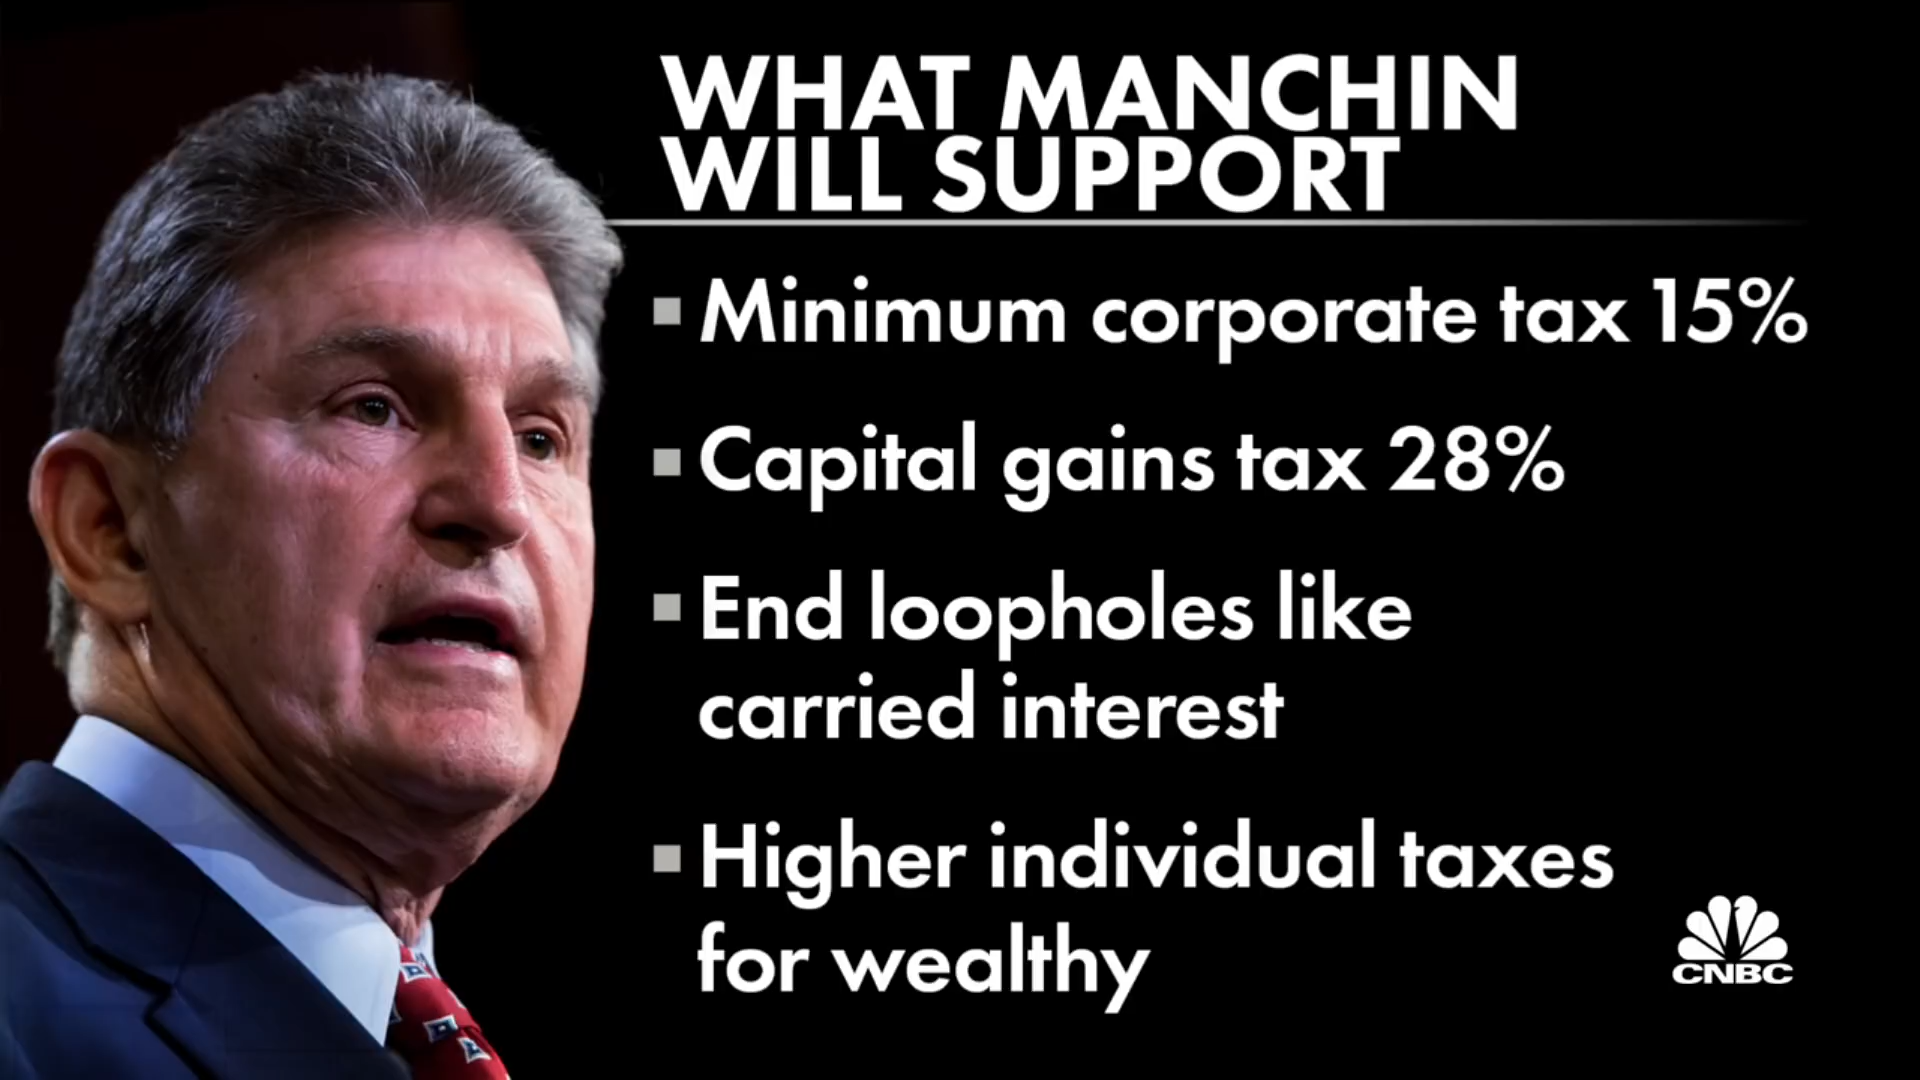 WHAT MANCHIN
WILL SUPPORT
Minimum corporate tax 15%
Capital gains tax 28%
End loopholes like
carried interest
Higher individual taxes
for wealthy
CNBC